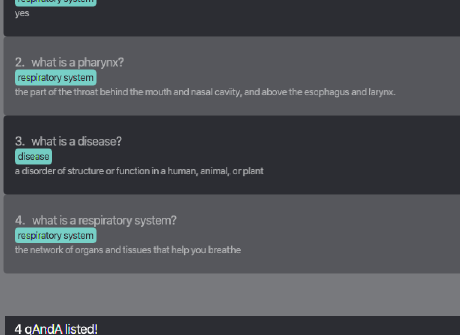 respiratory system
yes
2. what is a pharynx?
respiratory system
the part of the throat behind the mouth and nasal cavity, and above the esophagus and larynx.
3. what is a disease?
disease
a disorder of structure or function in a human, animal, or plant
4. what is a respiratory system?
respiratory system
the network of organs and tissues that help you breathe
4 qAndA listed!